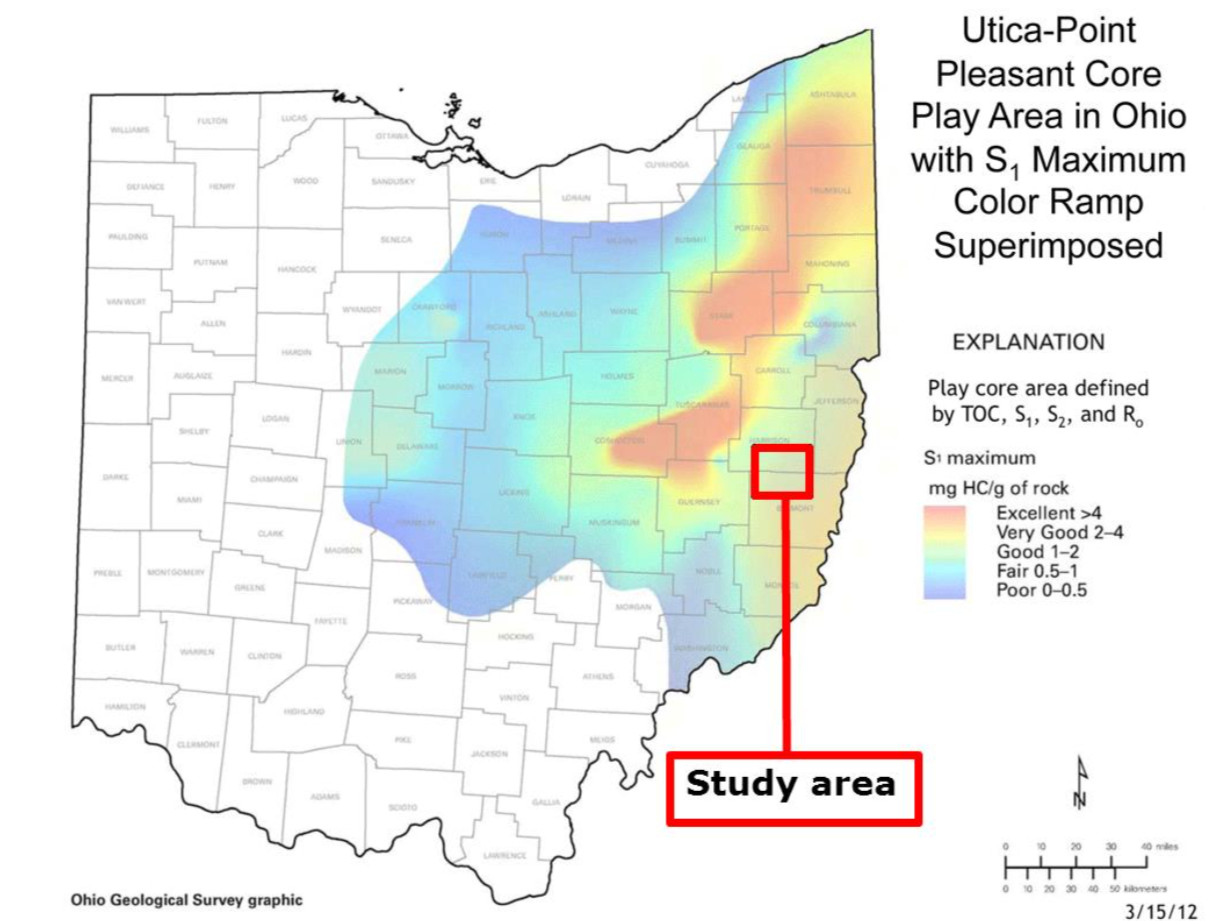 Utica-Point
Pleasant Core
Play Area in Ohio
with S₁ Maximum
Color Ramp
Superimposed
EXPLANATION
Play core area defined
by TOC, S₁, S₂, and Rₒ
S¹ maximum
mg HC/g of rock
Excellent >4
Very Good 2–4
Good 1–2
Fair 0.5–1
Poor 0–0.5
WILLIAMS
FULTON
LUCAS
OTTAWA
LAKE
ASHTABULA
GEAUGA
CUYAHOGA
DEFIANCE
HENRY
WOOD
SANDUSKY
ERIE
LORAIN
TRUMBULL
PAULDING
PUTNAM
HANCOCK
SENECA
HURON
MEDINA
SUMMIT
PORTAGE
MAHONING
VAN WERT
ALLEN
WYANDOT
CRAWFORD
RICHLAND
ASHLAND
WAYNE
STARK
COLUMBIANA
MERCER
AUGLAIZE
HARDIN
MARION
MORROW
HOLMES
CARROLL
JEFFERSON
SHELBY
LOGAN
UNION
DELAWARE
KNOX
COSHOCTON
TUSCARAWAS
HARRISON
DARKE
MIAMI
CHAMPAIGN
CLARK
FRANKLIN
LICKING
MUSKINGUM
GUERNSEY
BELMONT
PREBLE
MONTGOMERY
GREENE
MADISON
PICKAWAY
FAIRFIELD
PERRY
MORGAN
NOBLE
MONROE
BUTLER
WARREN
CLINTON
FAYETTE
ROSS
HOCKING
ATHENS
WASHINGTON
HAMILTON
CLERMONT
HIGHLAND
PIKE
VINTON
MEIGS
BROWN
ADAMS
SCIOTO
JACKSON
GALLIA
LAWRENCE
Study area
N
0 10 20 30 40 miles
0 10 20 30 40 50 kilometers
Ohio Geological Survey graphic
3/15/12